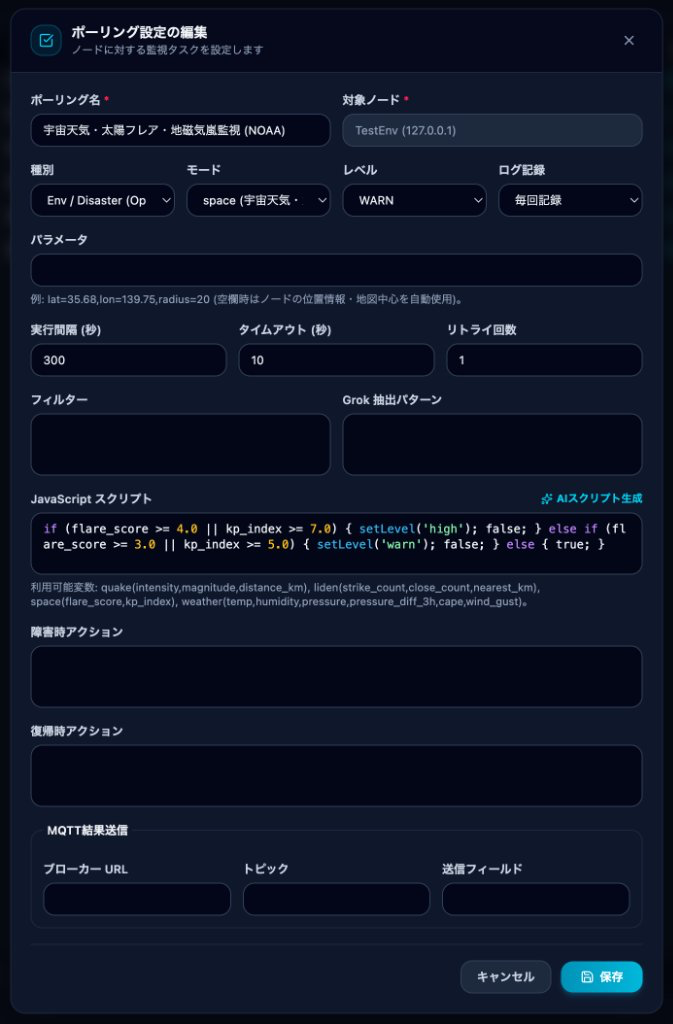 ポーリング設定の編集
ノードに対する監視タスクを設定します
ポーリング名 *
対象ノード *
宇宙天気・太陽フレア・地磁気嵐監視 (NOAA)
TestEnv (127.0.0.1)
種別
モード
レベル
ログ記録
Env / Disaster (Op
space (宇宙天気・
WARN
毎回記録
パラメータ
例: lat=35.68,lon=139.75,radius=20 (空欄時はノードの位置情報・地図中心を自動使用)。
実行間隔 (秒)
タイムアウト (秒)
リトライ回数
300
10
1
フィルター
Grok 抽出パターン
JavaScript スクリプト
AIスクリプト生成
if (flare_score >= 4.0 || kp_index >= 7.0) { setLevel('high'); false; } else if (fl
are_score >= 3.0 || kp_index >= 5.0) { setLevel('warn'); false; } else { true; }
利用可能変数: quake(intensity,magnitude,distance_km), liden(strike_count,close_count,nearest_km),
space(flare_score,kp_index), weather(temp,humidity,pressure,pressure_diff_3h,cape,wind_gust)。
障害時アクション
復帰時アクション
MQTT結果送信
ブローカー URL
トピック
送信フィールド
キャンセル
保存